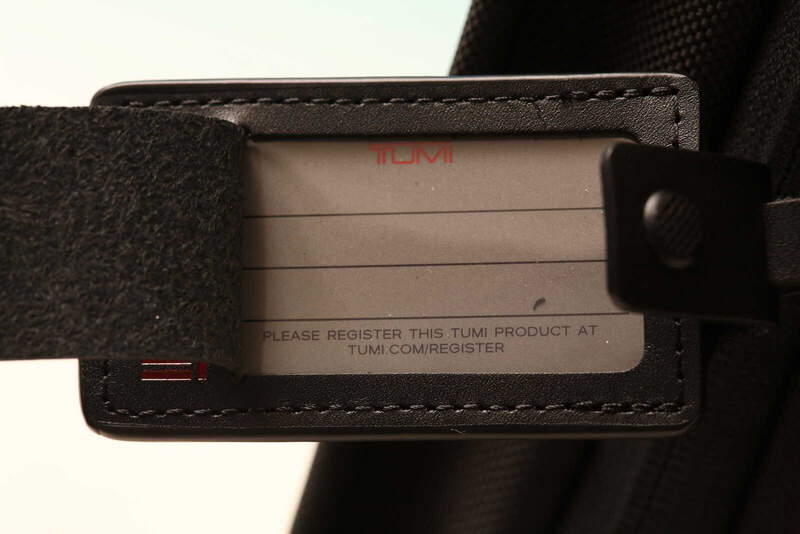 TUMI
PLEASE REGISTER THIS TUMI PRODUCT AT
TUMI.COM/REGISTER